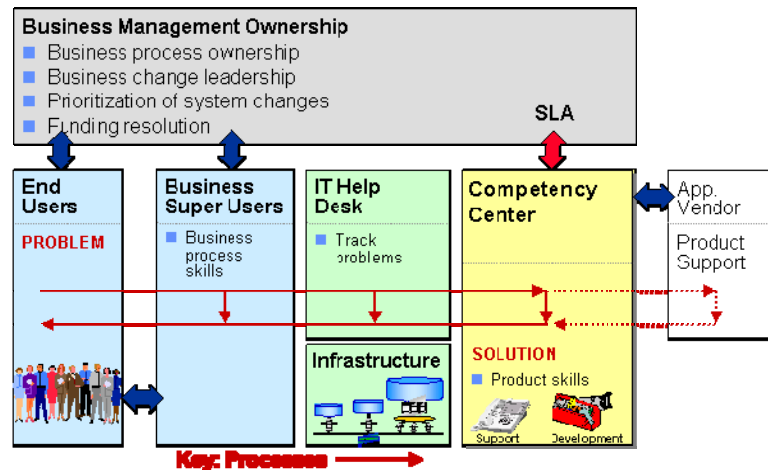 Business Management Ownership
Business process ownership
Business change leadership
Prioritization of system changes
Funding resolution
SLA
End
Users
PROBLEM
Business
Super Users
Business
process
skills
IT Help
Desk
Track
problems
Competency
Center
App.
Vendor
Product
Support
Infrastructure
SOLUTION
Product skills
Support
Development
Key: Processes